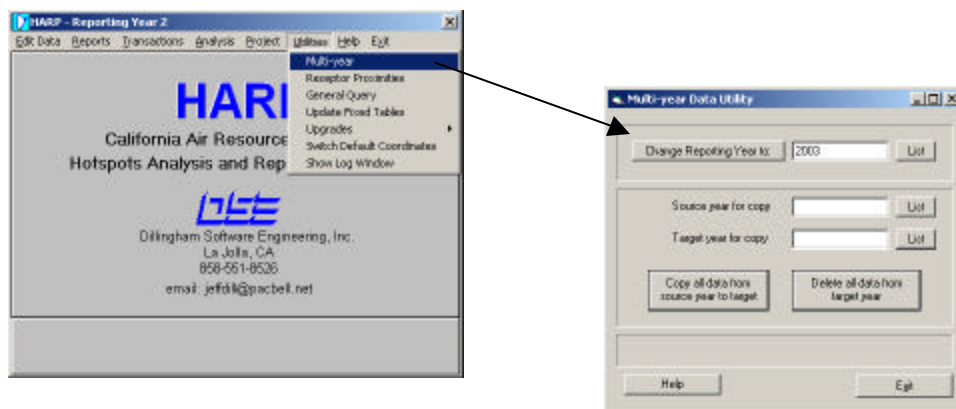 HARP - Reporting Year 2
Edit Data Reports Transactions Analysis Project Utilities Help Exit
Multi-year
Receptor Proximities
General Query
Update Fixed Tables
Upgrades
Switch Default Coordinates
Show Log Window
HARP
California Air Resource
Hotspots Analysis and Rep
DSE
Dillingham Software Engineering, Inc.
La Jolla, CA
858-551-8526
email: jeffdill@pacbell.net
Multi-year Data Utility
Change Reporting Year to: 2003 List
Source year for copy List
Target year for copy List
Copy all data from
source year to target
Delete all data from
target year
Help Exit